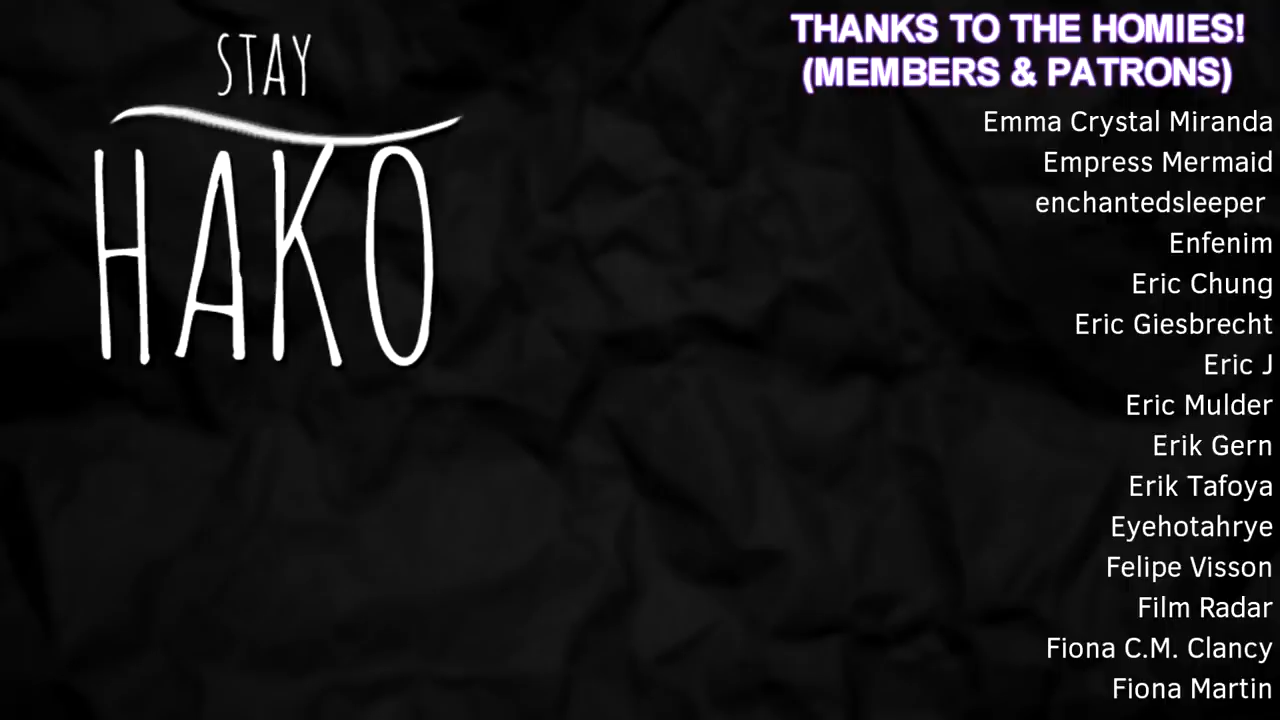 STAY
HAKO
THANKS TO THE HOMIES!
(MEMBERS & PATRONS)
Emma Crystal Miranda
Empress Mermaid
enchantedsleeper
Enfenim
Eric Chung
Eric Giesbrecht
Eric J
Eric Mulder
Erik Gern
Erik Tafoya
Eyehotahrye
Felipe Visson
Film Radar
Fiona C.M. Clancy
Fiona Martin